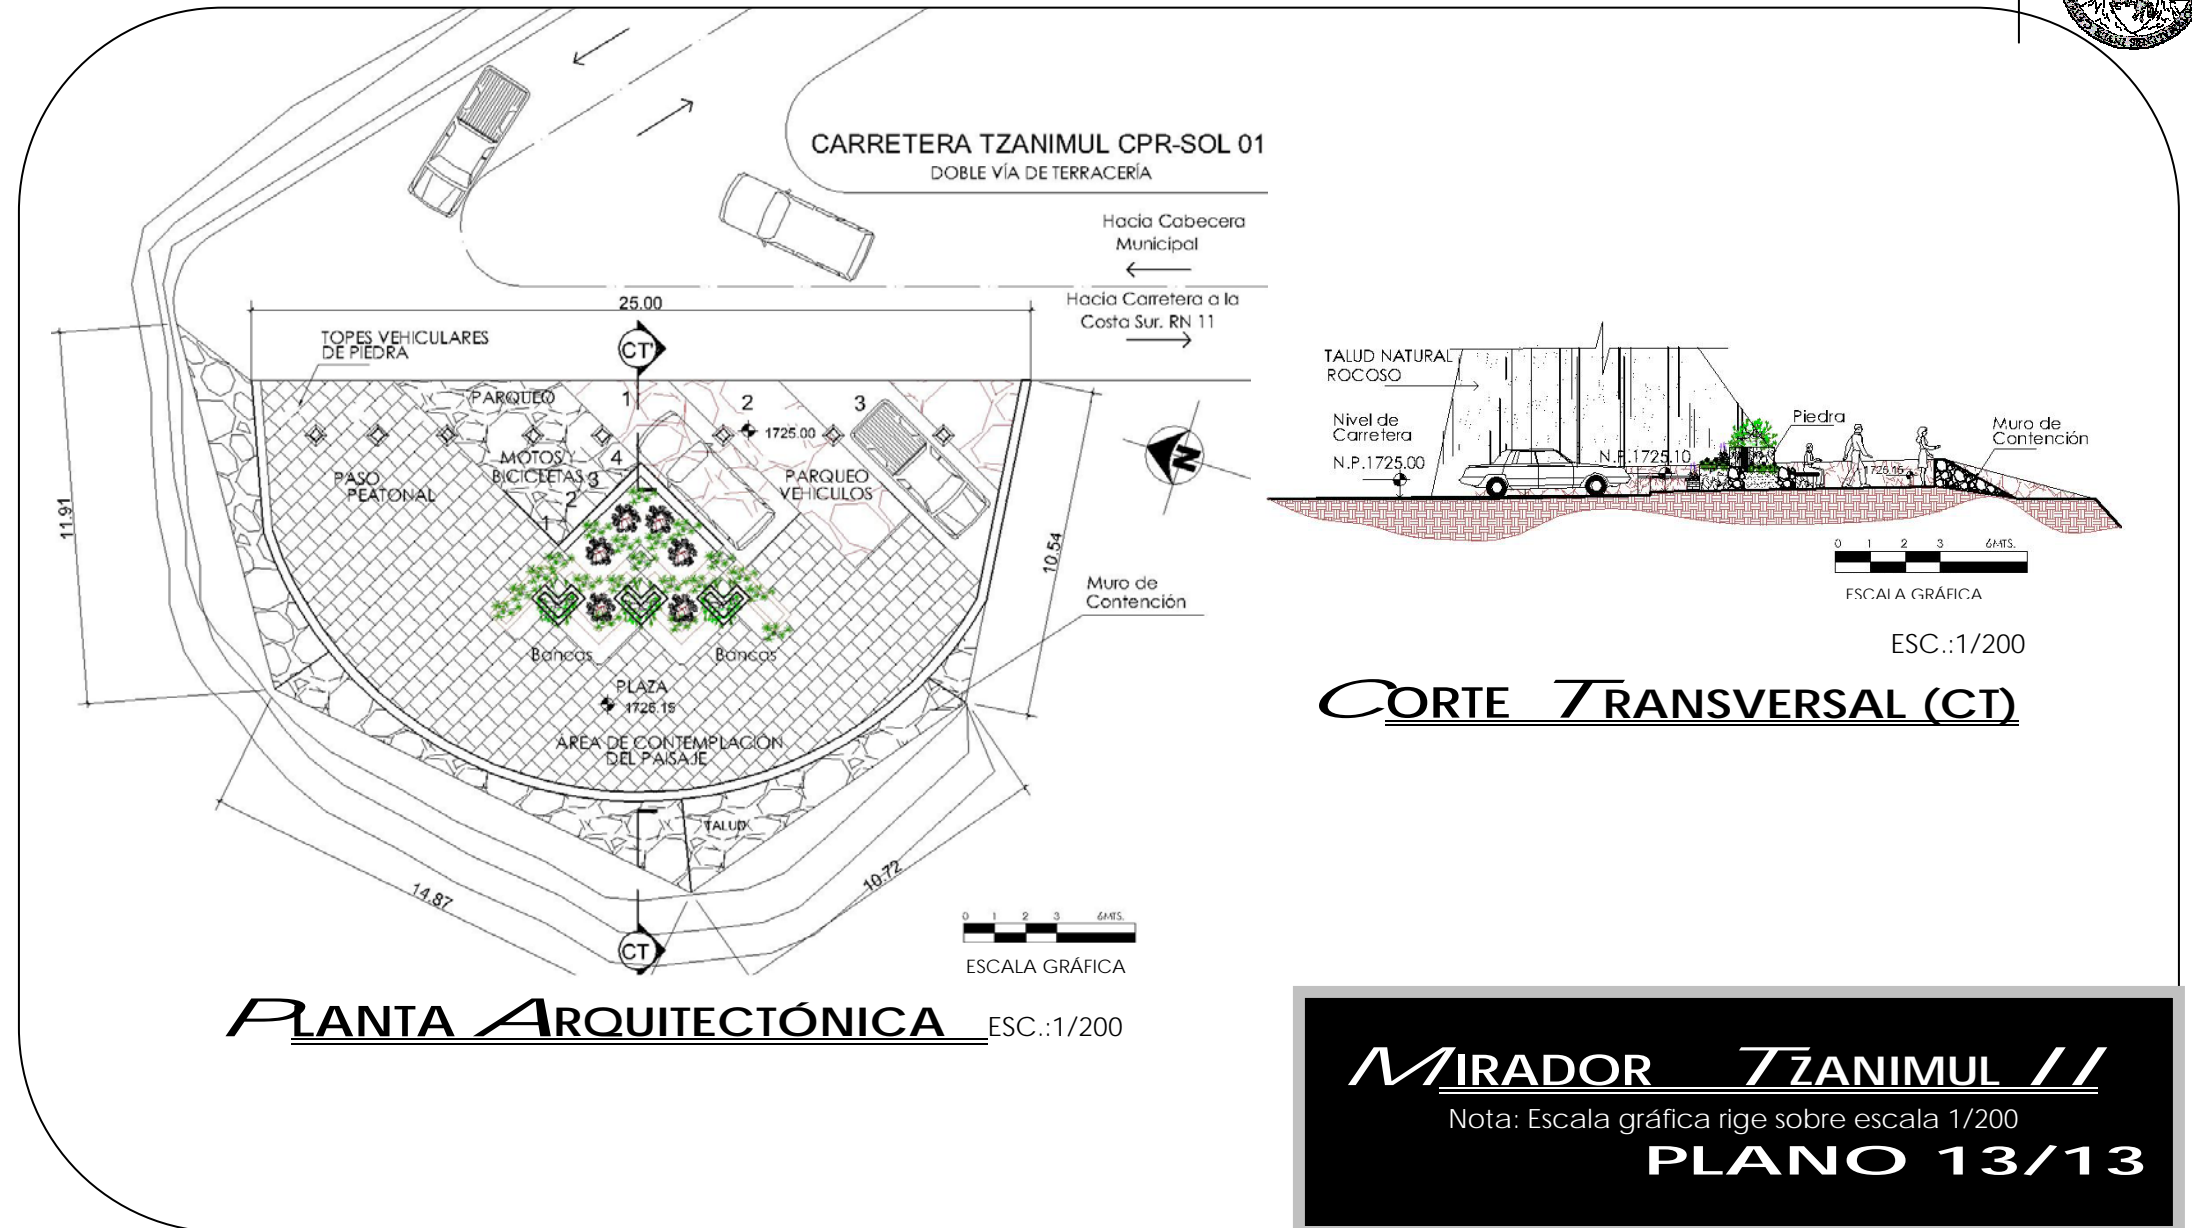 CARRETERA TZANIMUL CPR-SOL 01
DOBLE VÍA DE TERRACERÍA
Hacia Cabecera
Municipal
Hacia Carretera a la
Costa Sur. RN 11
25.00
TOPES VEHICULARES
DE PIEDRA
CT'
PARQUEO
1
2
3
1725.00
MOTOS Y
BICICLETAS
4
3
2
1
PASO
PEATONAL
PARQUEO
VEHICULOS
N
11.91
10.54
Muro de
Contención
Bancas
Bancas
PLAZA
1725.15
ÁREA DE CONTEMPLACIÓN
DEL PAISAJE
TALUD
14.87
10.72
CT
0 1 2 3 6MTS.
ESCALA GRÁFICA
PLANTA ARQUITECTÓNICA ESC.:1/200
TALUD NATURAL
ROCOSO
Nivel de
Carretera
N.P.1725.00
N.P.1725.10
Piedra
1725.15
Muro de
Contención
0 1 2 3 6MTS.
ESCALA GRÁFICA
ESC.:1/200
CORTE TRANSVERSAL (CT)
MIRADOR TZANIMUL II
Nota: Escala gráfica rige sobre escala 1/200
PLANO 13/13